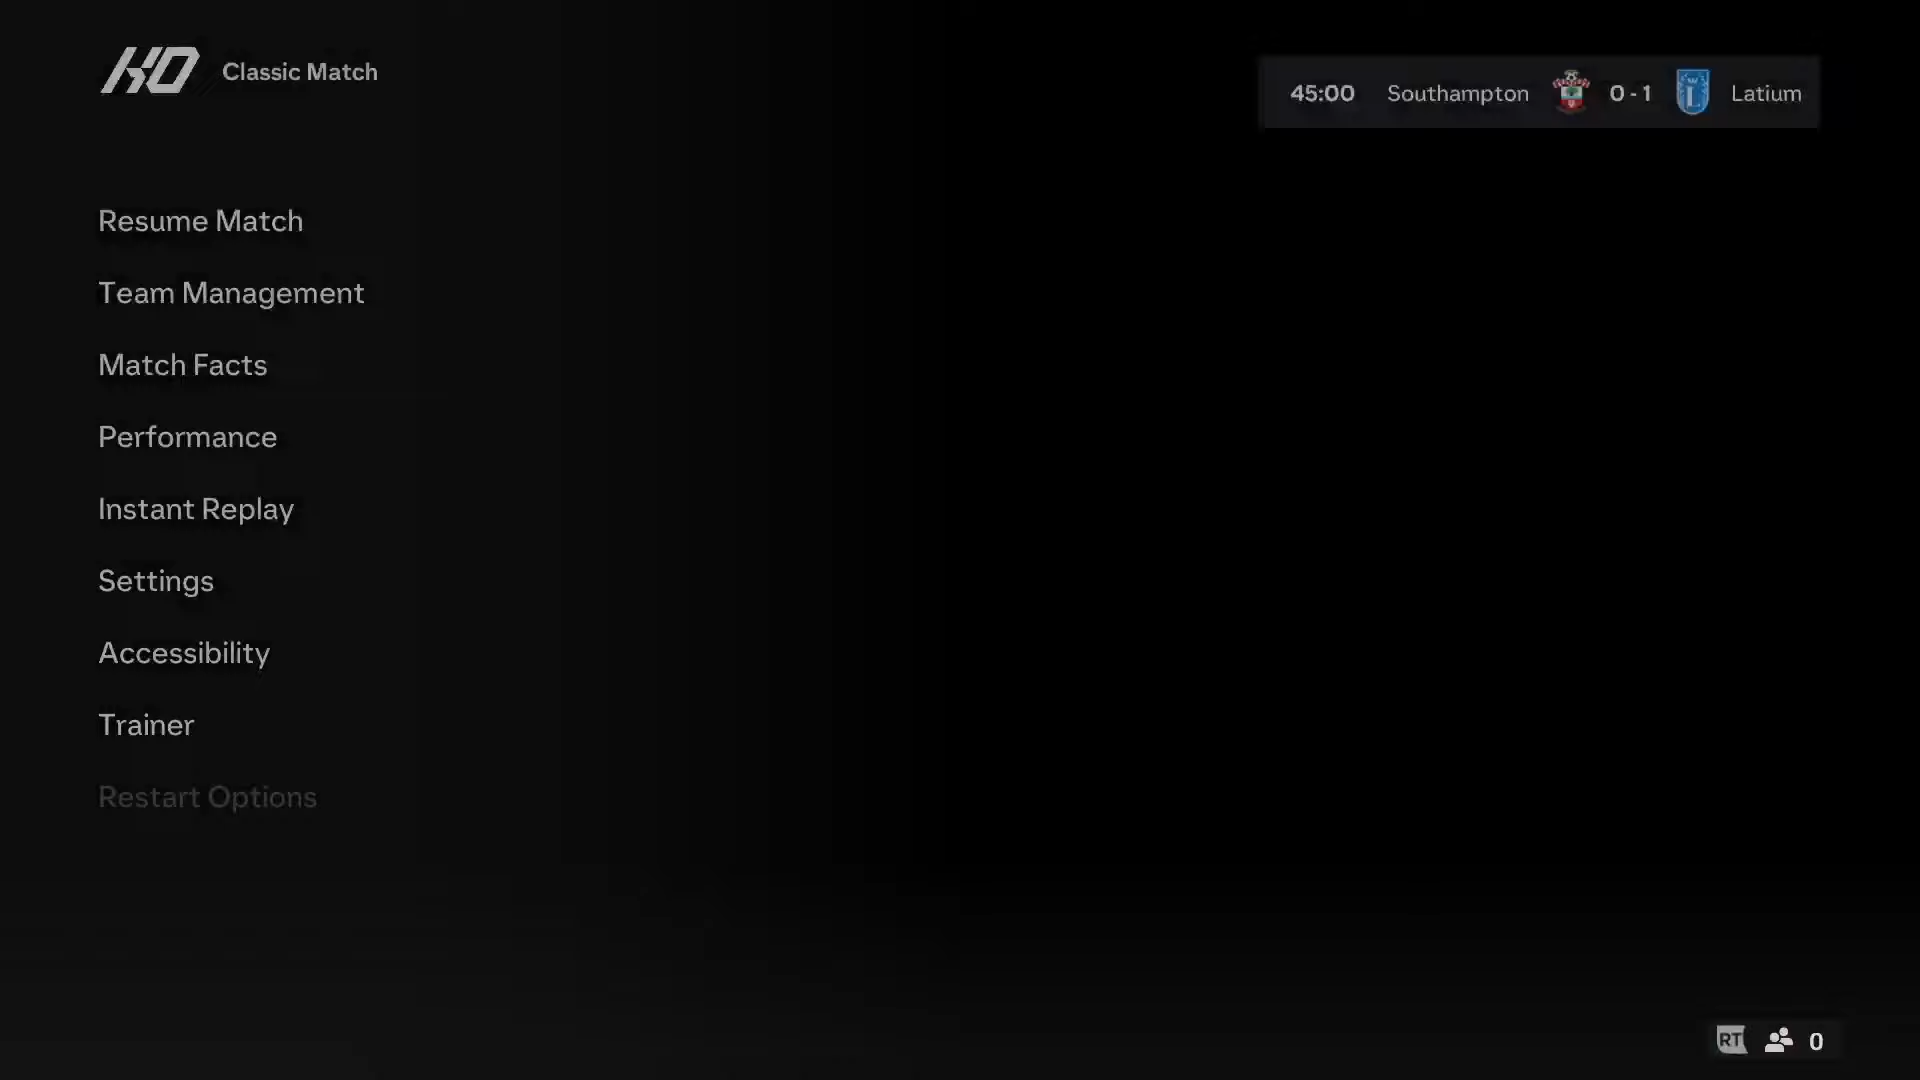 KO Classic Match
45:00 Southampton 0 - 1 L Latium
Resume Match
Team Management
Match Facts
Performance
Instant Replay
Settings
Accessibility
Trainer
Restart Options
RT 0